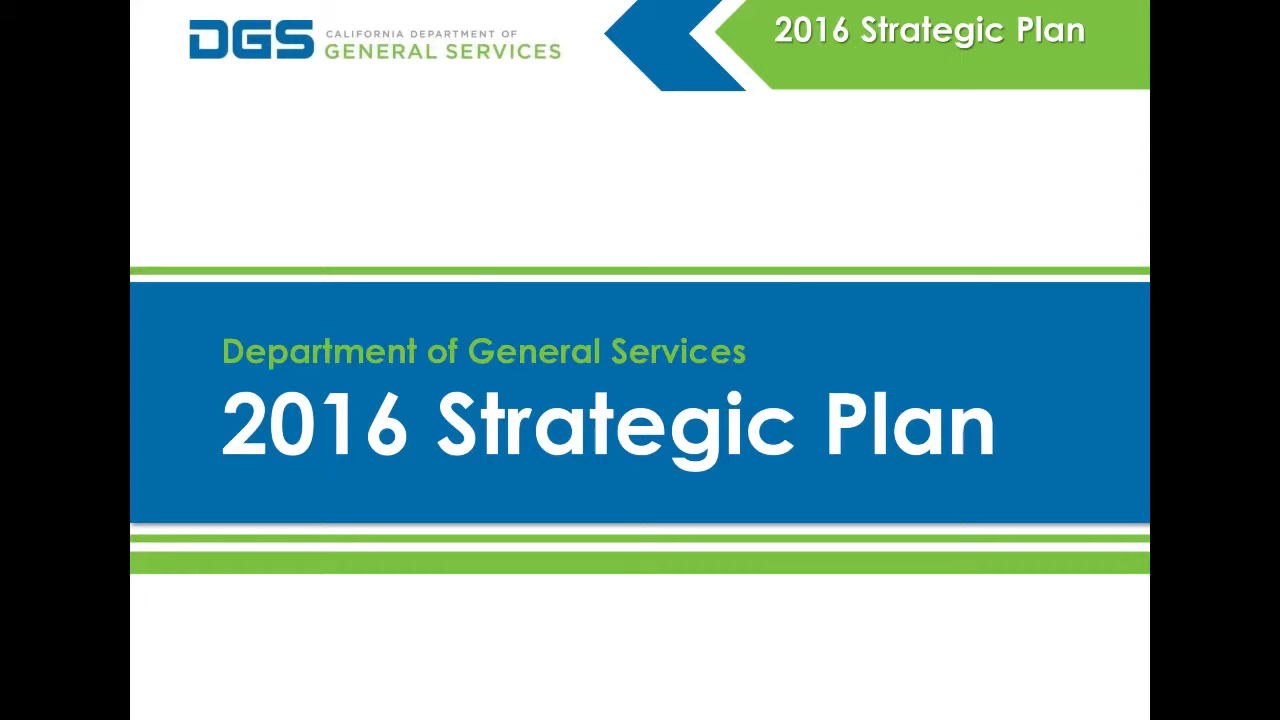 DGS
CALIFORNIA DEPARTMENT OF
GENERAL SERVICES
2016 Strategic Plan
Department of General Services
2016 Strategic Plan